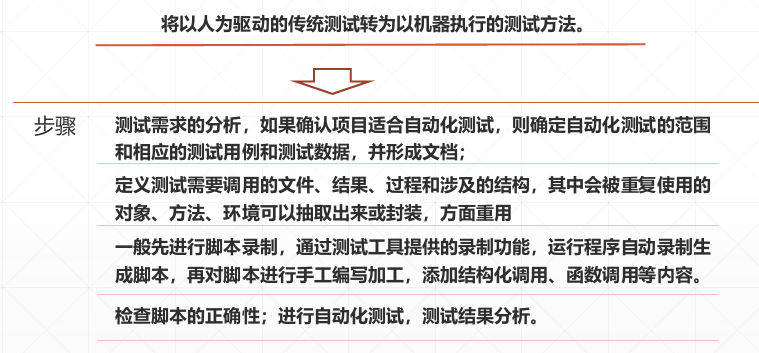 将以人为驱动的传统测试转为以机器执行的测试方法。
步骤
测试需求的分析，如果确认项目适合自动化测试，则确定自动化测试的范围
和相应的测试用例和测试数据，并形成文档；
定义测试需要调用的文件、结果、过程和涉及的结构，其中会被重复使用的
对象、方法、环境可以抽取出来或封装，方面重用
一般先进行脚本录制，通过测试工具提供的录制功能，运行程序自动录制生
成脚本，再对脚本进行手工编写加工，添加结构化调用、函数调用等内容。
检查脚本的正确性；进行自动化测试，测试结果分析。